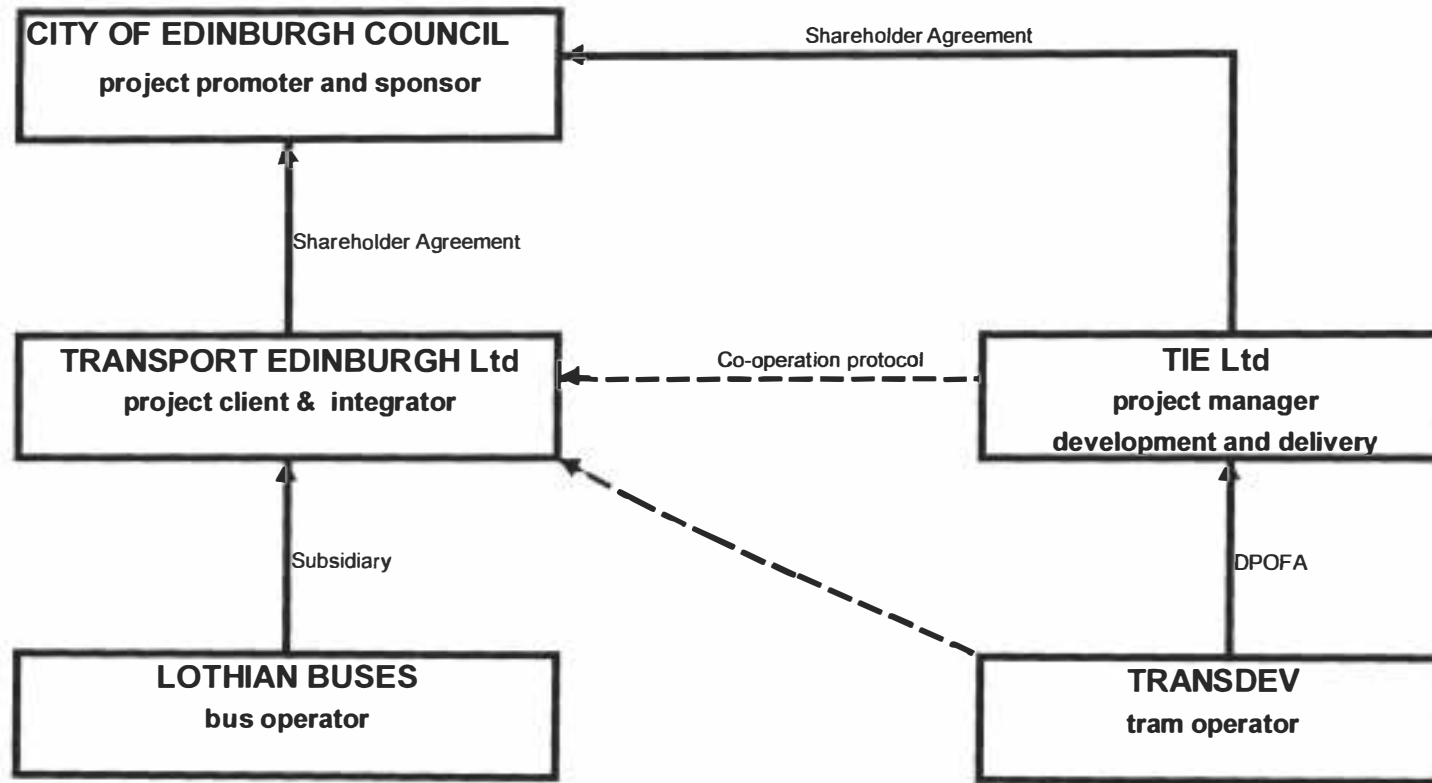 CITY OF EDINBURGH COUNCIL
project promoter and sponsor
Shareholder Agreement
Shareholder Agreement
TRANSPORT EDINBURGH Ltd
project client & integrator
Co-operation protocol
TIE Ltd
project manager
development and delivery
Subsidiary
DPOFA
LOTHIAN BUSES
bus operator
TRANSDEV
tram operator